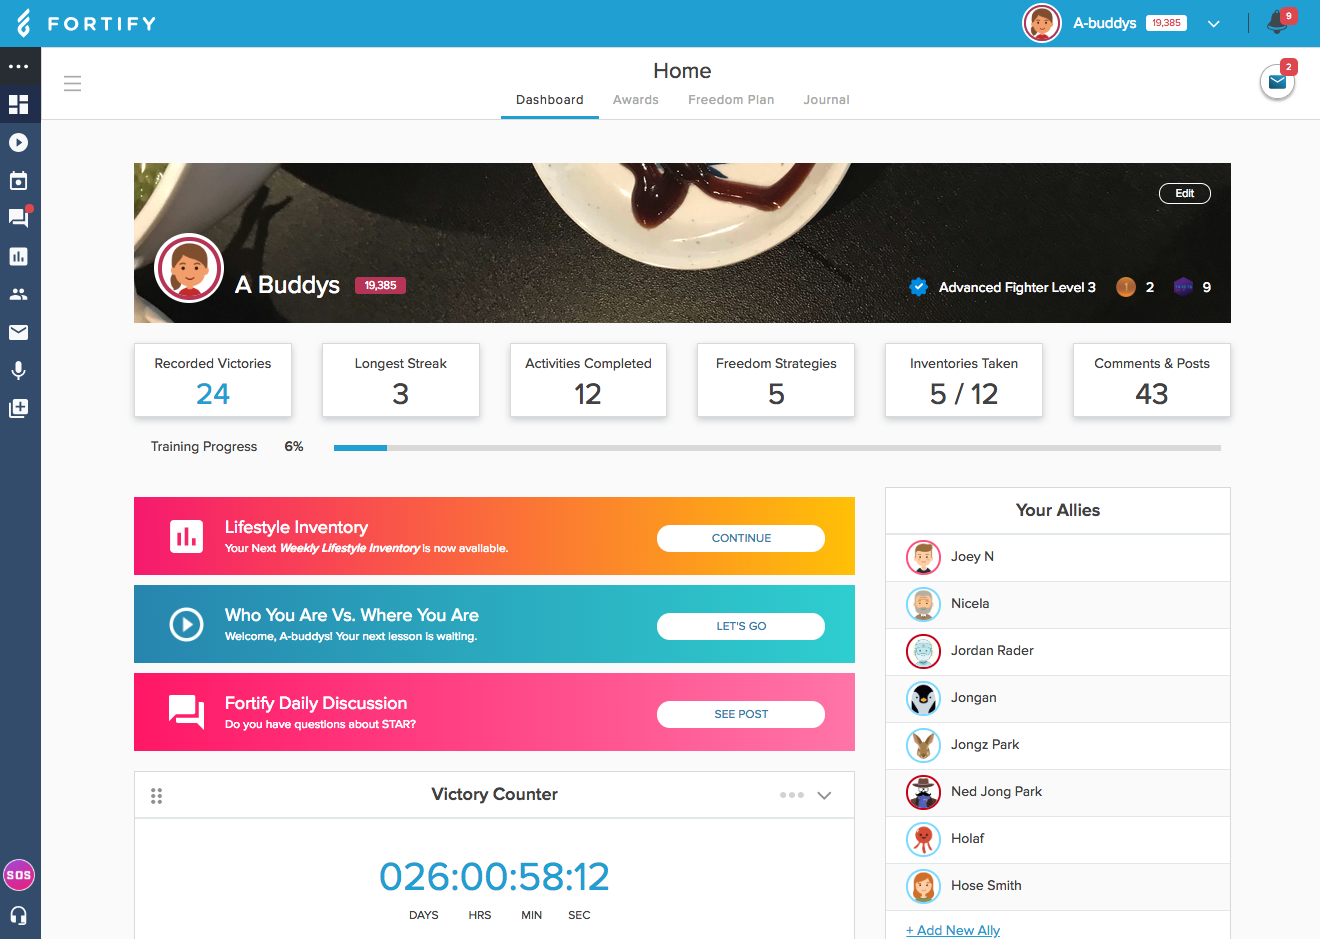 FORTIFY
A-buddys 19,385
9
Home
2
Dashboard Awards Freedom Plan Journal
Edit
A Buddys 19,385
Advanced Fighter Level 3 1 2 9
Recorded Victories
24
Longest Streak
3
Activities Completed
12
Freedom Strategies
5
Inventories Taken
5 / 12
Comments & Posts
43
Training Progress 6%
Lifestyle Inventory
Your Next Weekly Lifestyle Inventory is now available.
CONTINUE
Who You Are Vs. Where You Are
Welcome, A-buddys! Your next lesson is waiting.
LET'S GO
Fortify Daily Discussion
Do you have questions about STAR?
SEE POST
Victory Counter
026:00:58:12
DAYS HRS MIN SEC
Your Allies
Joey N
Nicela
Jordan Rader
Jongan
Jongz Park
Ned Jong Park
Holaf
Hose Smith
+ Add New Ally
SOS